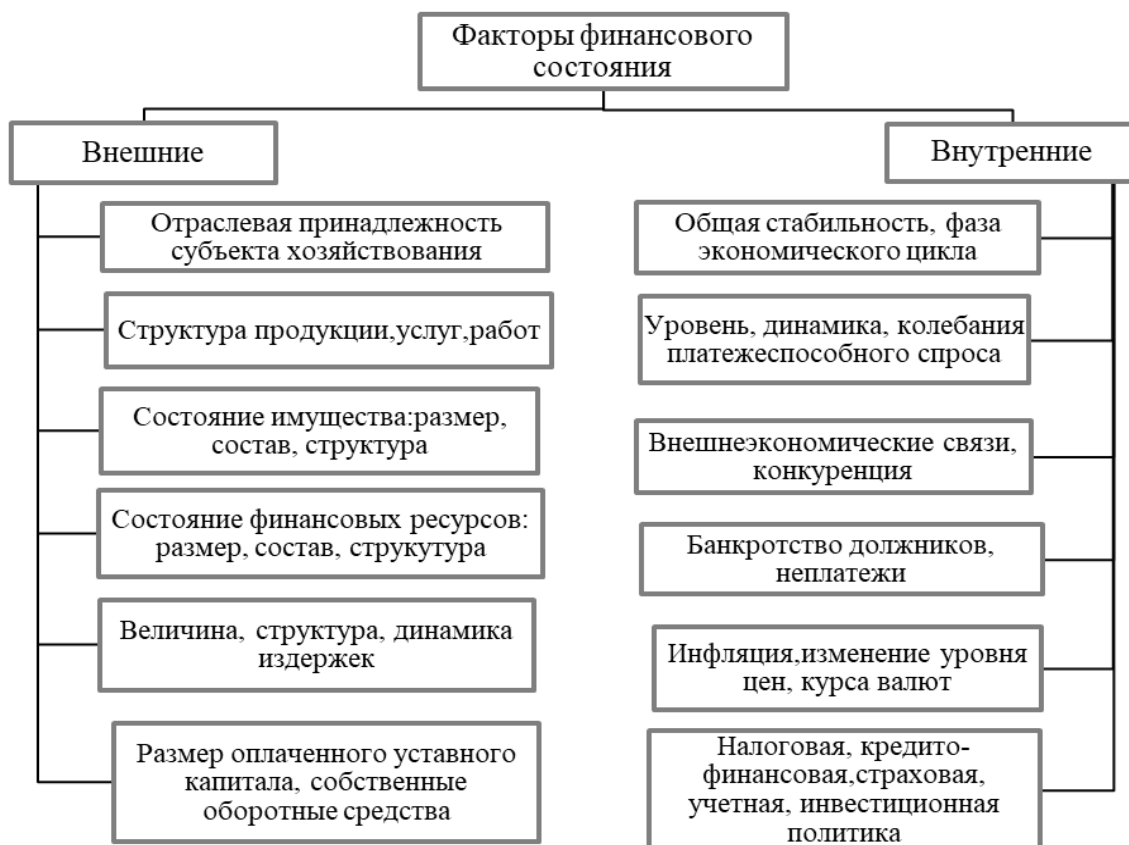 Факторы финансового
состояния
Внешние
Отраслевая принадлежность
субъекта хозяйствования
Структура продукции,услуг,работ
Состояние имущества:размер,
состав, структура
Состояние финансовых ресурсов:
размер, состав, струкутура
Величина, структура, динамика
издержек
Размер оплаченного уставного
капитала, собственные
оборотные средства
Внутренние
Общая стабильность, фаза
экономического цикла
Уровень, динамика, колебания
платежеспособного спроса
Внешнеэкономические связи,
конкуренция
Банкротство должников,
неплатежи
Инфляция,изменение уровня
цен, курса валют
Налоговая, кредито-
финансовая,страховая,
учетная, инвестиционная
политика